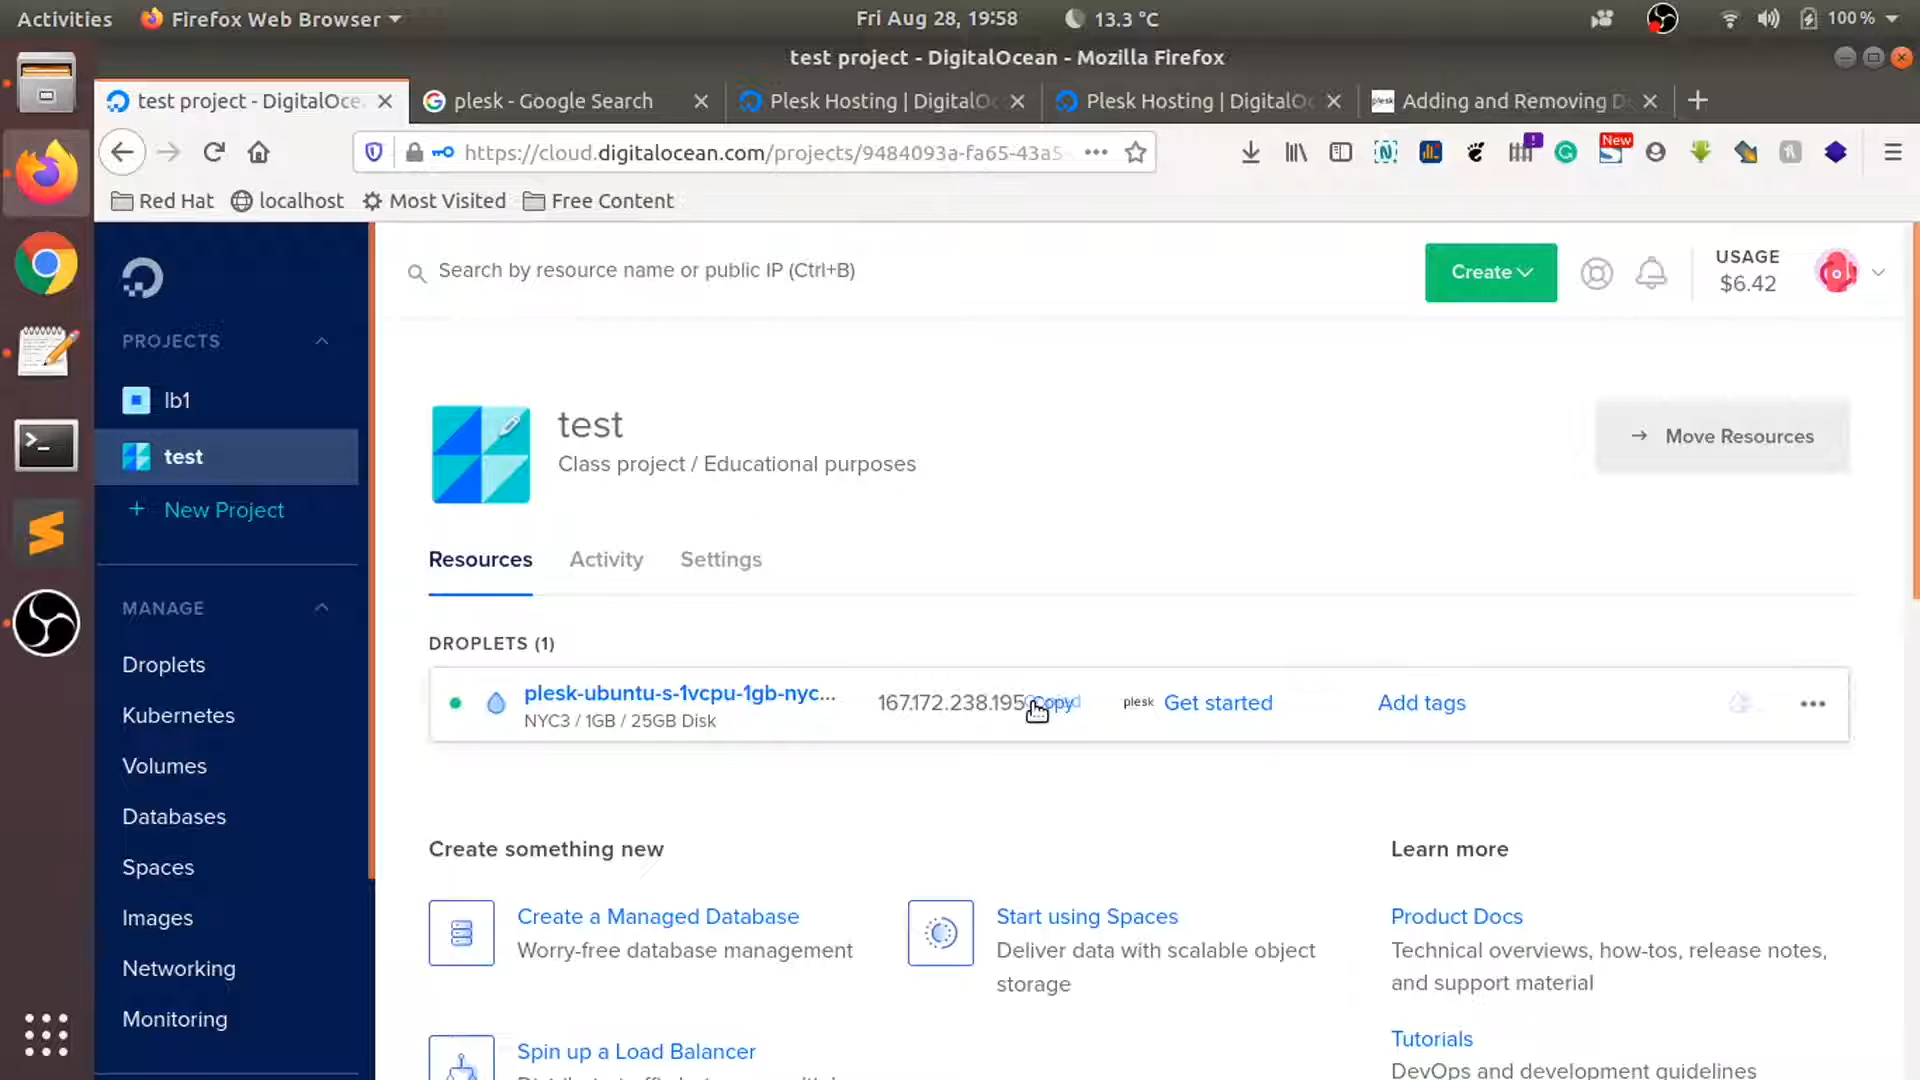 Activities
Firefox Web Browser
Fri Aug 28, 19:58
13.3 °C
100 %
test project - DigitalOcean - Mozilla Firefox
test project - DigitalOce
plesk - Google Search
Plesk Hosting | DigitalOc
Plesk Hosting | DigitalOc
plesk
Adding and Removing D
https://cloud.digitalocean.com/projects/9484093a-fa65-43a5-
New
Red Hat
localhost
Most Visited
Free Content
Search by resource name or public IP (Ctrl+B)
Create
USAGE
$6.42
PROJECTS
lb1
test
+ New Project
MANAGE
Droplets
Kubernetes
Volumes
Databases
Spaces
Images
Networking
Monitoring
test
Class project / Educational purposes
→ Move Resources
Resources
Activity
Settings
DROPLETS (1)
plesk-ubuntu-s-1vcpu-1gb-nyc...
NYC3 / 1GB / 25GB Disk
167.172.238.195
plesk
Get started
Add tags
Create something new
Create a Managed Database
Worry-free database management
Start using Spaces
Deliver data with scalable object
storage
Spin up a Load Balancer
Learn more
Product Docs
Technical overviews, how-tos, release notes,
and support material
Tutorials
DevOps and development guidelines